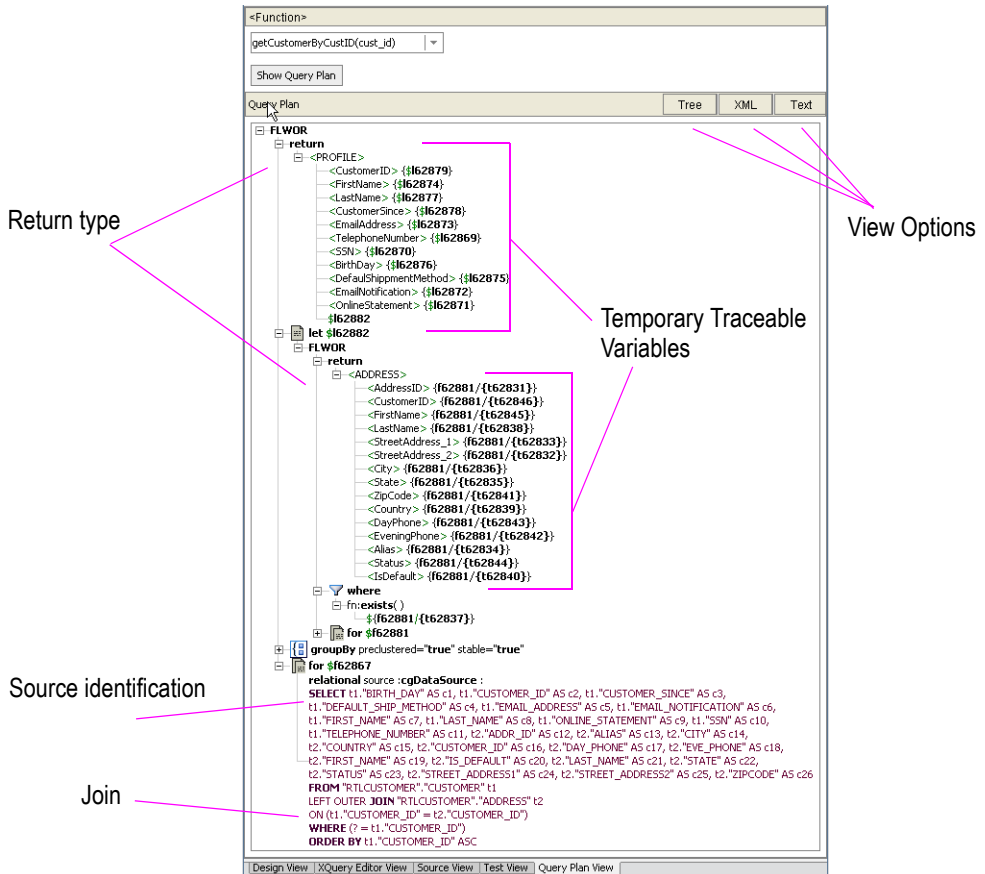 <Function>
getCustomerByCustID(cust_id)
Show Query Plan
Query Plan
Tree
XML
Text
FLWOR
return
<PROFILE>
<CustomerID> {$l62879}
<FirstName> {$l62874}
<LastName> {$l62877}
<CustomerSince> {$l62878}
<EmailAddress> {$l62873}
<TelephoneNumber> {$l62869}
<SSN> {$l62870}
<BirthDay> {$l62876}
<DefaulShippmentMethod> {$l62875}
<EmailNotification> {$l62872}
<OnlineStatement> {$l62871}
$l62882
let $l62882
FLWOR
return
<ADDRESS>
<AddressID> {f62881/{t62831}}
<CustomerID> {f62881/{t62846}}
<FirstName> {f62881/{t62845}}
<LastName> {f62881/{t62838}}
<StreetAddress_1> {f62881/{t62833}}
<StreetAddress_2> {f62881/{t62832}}
<City> {f62881/{t62836}}
<State> {f62881/{t62835}}
<ZipCode> {f62881/{t62841}}
<Country> {f62881/{t62839}}
<DayPhone> {f62881/{t62843}}
<EveningPhone> {f62881/{t62842}}
<Alias> {f62881/{t62834}}
<Status> {f62881/{t62844}}
<IsDefault> {f62881/{t62840}}
where
fn:exists( )
${f62881/{t62837}}
for $f62881
groupBy preclustered="true" stable="true"
for $f62867
relational source :cgDataSource :
SELECT t1."BIRTH_DAY" AS c1, t1."CUSTOMER_ID" AS c2, t1."CUSTOMER_SINCE" AS c3,
t1."DEFAULT_SHIP_METHOD" AS c4, t1."EMAIL_ADDRESS" AS c5, t1."EMAIL_NOTIFICATION" AS c6,
t1."FIRST_NAME" AS c7, t1."LAST_NAME" AS c8, t1."ONLINE_STATEMENT" AS c9, t1."SSN" AS c10,
t1."TELEPHONE_NUMBER" AS c11, t2."ADDR_ID" AS c12, t2."ALIAS" AS c13, t2."CITY" AS c14,
t2."COUNTRY" AS c15, t2."CUSTOMER_ID" AS c16, t2."DAY_PHONE" AS c17, t2."EVE_PHONE" AS c18,
t2."FIRST_NAME" AS c19, t2."IS_DEFAULT" AS c20, t2."LAST_NAME" AS c21, t2."STATE" AS c22,
t2."STATUS" AS c23, t2."STREET_ADDRESS1" AS c24, t2."STREET_ADDRESS2" AS c25, t2."ZIPCODE" AS c26
FROM "RTLCUSTOMER"."CUSTOMER" t1
LEFT OUTER JOIN "RTLCUSTOMER"."ADDRESS" t2
ON (t1."CUSTOMER_ID" = t2."CUSTOMER_ID")
WHERE (? = t1."CUSTOMER_ID")
ORDER BY t1."CUSTOMER_ID" ASC
Design View
XQuery Editor View
Source View
Test View
Query Plan View
Return type
View Options
Temporary Traceable
Variables
Source identification
Join